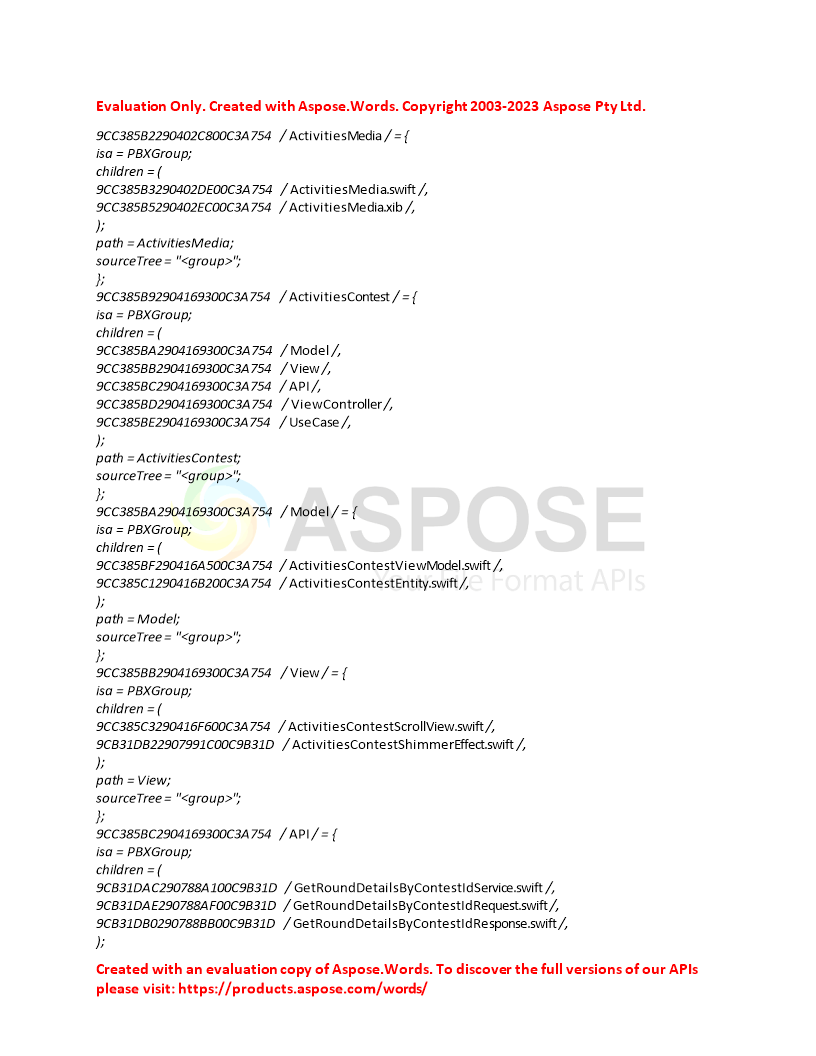 Evaluation Only. Created with Aspose.Words. Copyright 2003-2023 Aspose Pty Ltd.
9CC385B2290402C800C3A754 / ActivitiesMedia / = {
isa = PBXGroup;
children = (
9CC385B3290402DE00C3A754 / ActivitiesMedia.swift /,
9CC385B5290402EC00C3A754 / ActivitiesMedia.xib /,
);
path = ActivitiesMedia;
sourceTree = "<group>";
};
9CC385B92904169300C3A754 / ActivitiesContest / = {
isa = PBXGroup;
children = (
9CC385BA2904169300C3A754 / Model /,
9CC385BB2904169300C3A754 / View /,
9CC385BC2904169300C3A754 / API /,
9CC385BD2904169300C3A754 / ViewController /,
9CC385BE2904169300C3A754 / UseCase /,
);
path = ActivitiesContest;
sourceTree = "<group>";
};
9CC385BA2904169300C3A754 / Model / = {
isa = PBXGroup;
children = (
9CC385BF290416A500C3A754 / ActivitiesContestViewModel.swift /,
9CC385C1290416B200C3A754 / ActivitiesContestEntity.swift /,
);
path = Model;
sourceTree = "<group>";
};
9CC385BB2904169300C3A754 / View / = {
isa = PBXGroup;
children = (
9CC385C3290416F600C3A754 / ActivitiesContestScrollView.swift /,
9CB31DB22907991C00C9B31D / ActivitiesContestShimmerEffect.swift /,
);
path = View;
sourceTree = "<group>";
};
9CC385BC2904169300C3A754 / API / = {
isa = PBXGroup;
children = (
9CB31DAC290788A100C9B31D / GetRoundDetailsByContestIdService.swift /,
9CB31DAE290788AF00C9B31D / GetRoundDetailsByContestIdRequest.swift /,
9CB31DB0290788BB00C9B31D / GetRoundDetailsByContestIdResponse.swift /,
);
Created with an evaluation copy of Aspose.Words. To discover the full versions of our APIs
please visit: https://products.aspose.com/words/
ASPOSE
Format APIs